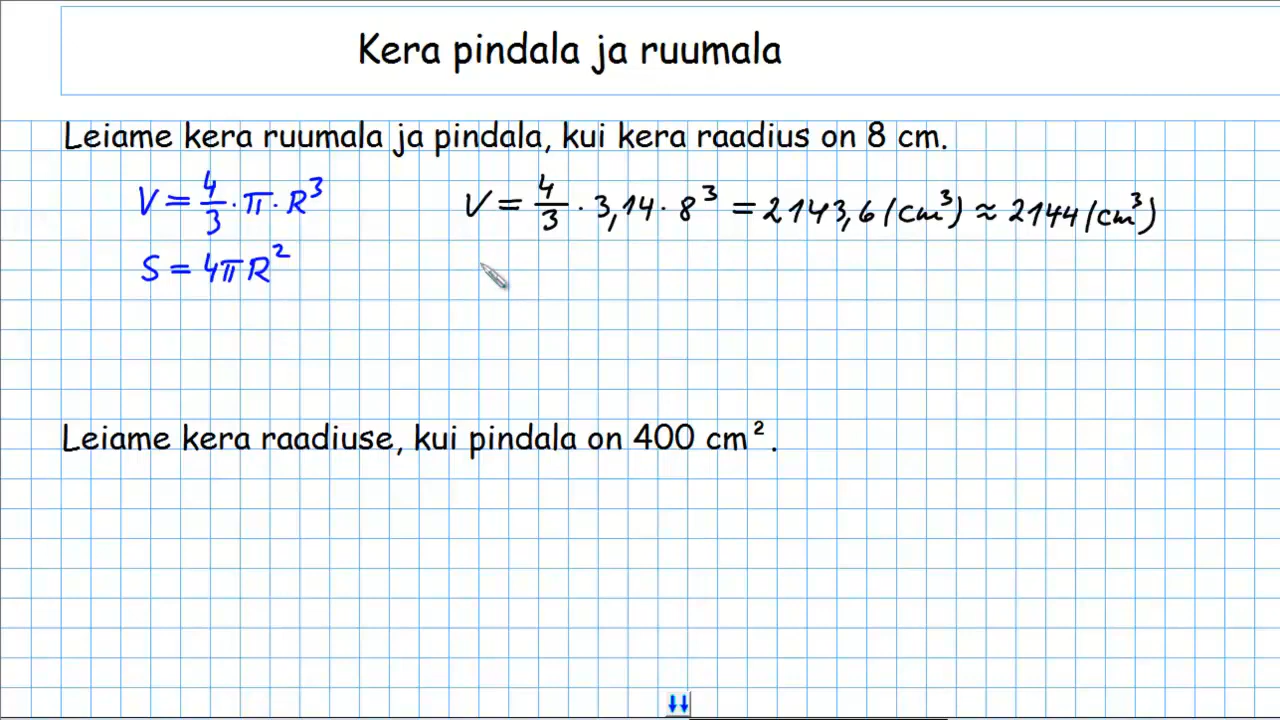 Kera pindala ja ruumala
Leiame kera ruumala ja pindala, kui kera raadius on 8 cm.
V = 4/3 · π · R³
V = 4/3 · 3,14 · 8³ = 2143,6 (cm³) ≈ 2144 (cm³)
S = 4πR²
Leiame kera raadiuse, kui pindala on 400 cm².